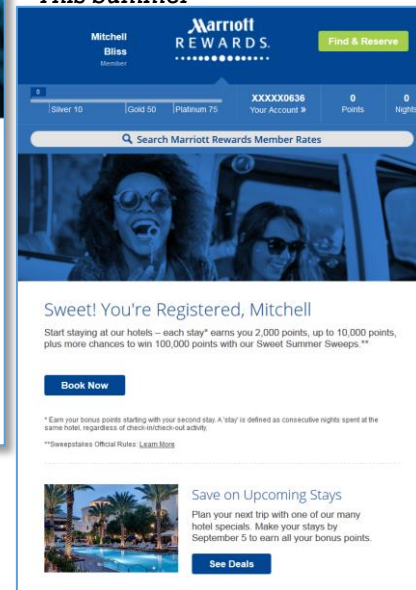 This Summer
Mitchell
Bliss
Member
Marriott
REWARDS.
Find & Reserve
0
Silver 10
Gold 50
Platinum 75
XXXXX0636
Your Account »
0
Points
0
Nights
Search Marriott Rewards Member Rates
Sweet! You're Registered, Mitchell
Start staying at our hotels – each stay* earns you 2,000 points, up to 10,000 points,
plus more chances to win 100,000 points with our Sweet Summer Sweeps.**
Book Now
* Earn your bonus points starting with your second stay. A 'stay' is defined as consecutive nights spent at the
same hotel, regardless of check-in/check-out activity.
**Sweepstakes Official Rules: Learn More
Save on Upcoming Stays
Plan your next trip with one of our many
hotel specials. Make your stays by
September 5 to earn all your bonus points.
See Deals